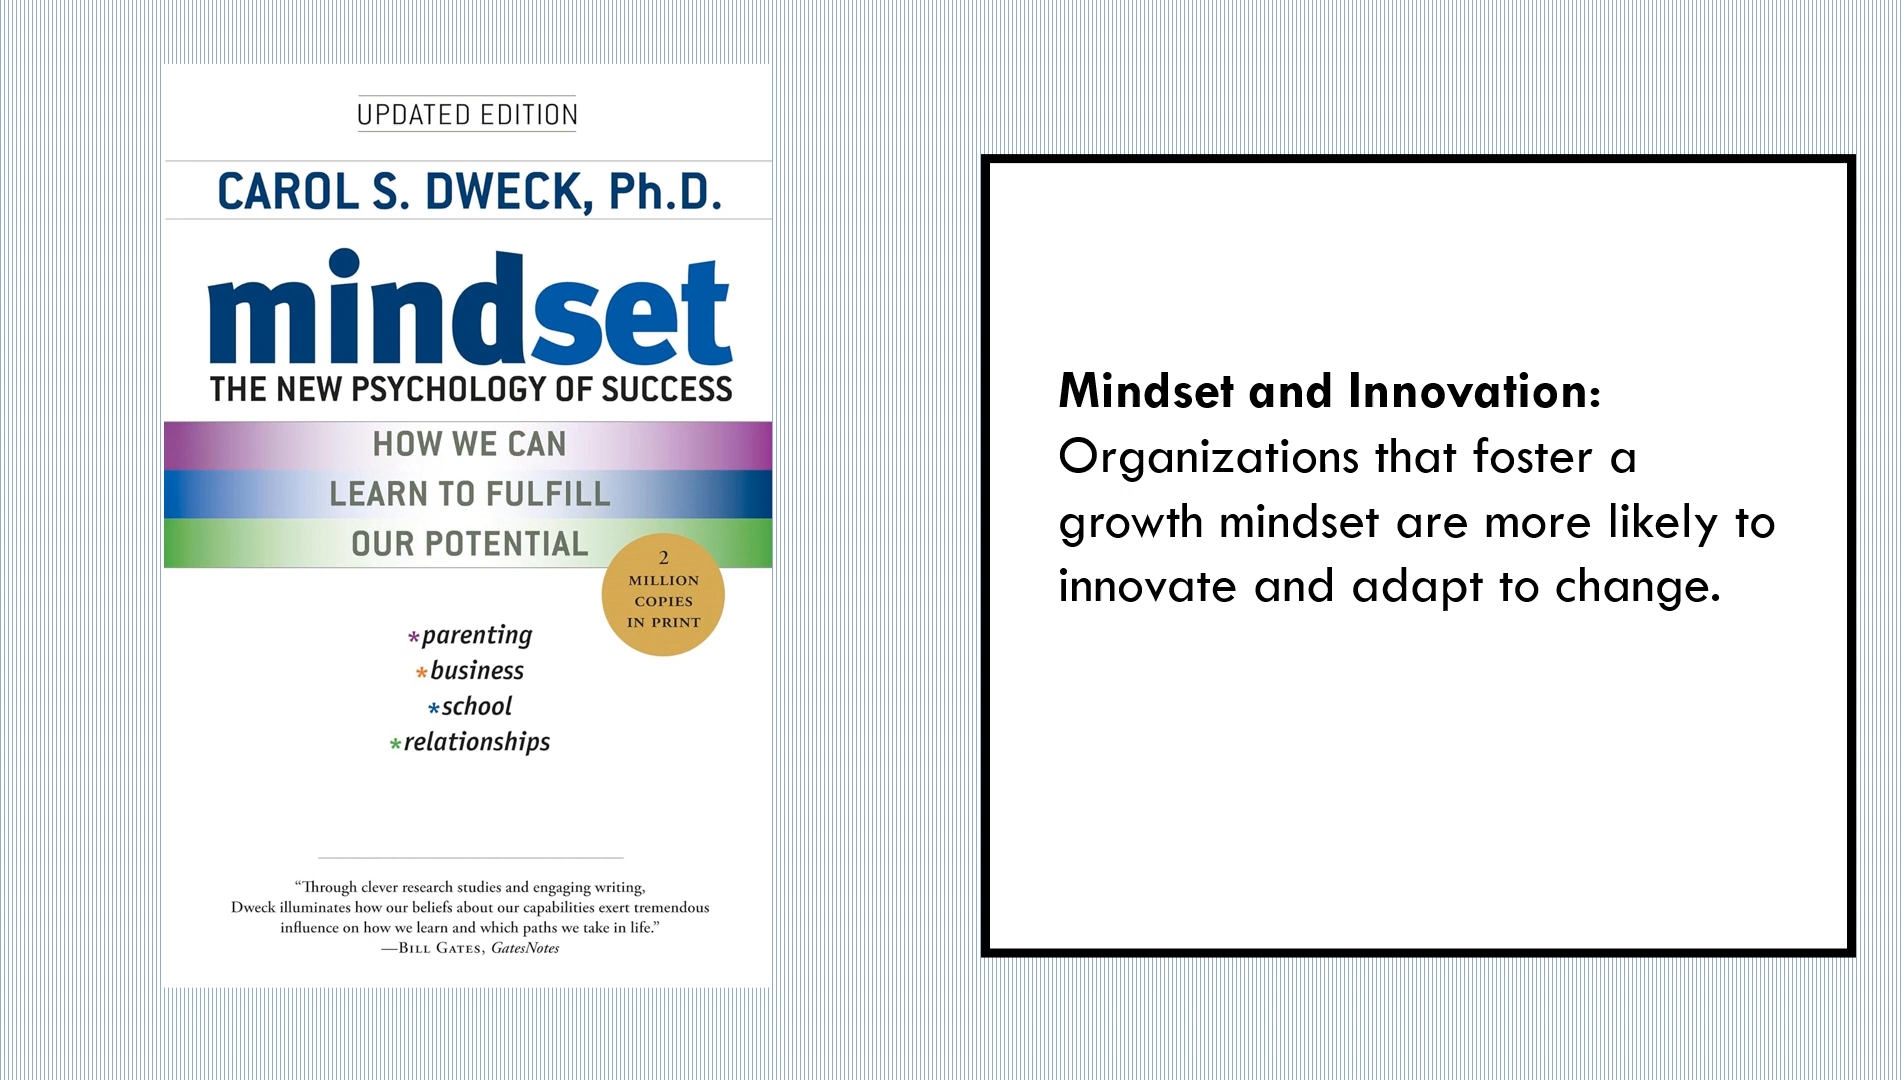 UPDATED EDITION
CAROL S. DWECK, Ph.D.
mindset
THE NEW PSYCHOLOGY OF SUCCESS
HOW WE CAN
LEARN TO FULFILL
OUR POTENTIAL
2
MILLION
COPIES
IN PRINT
*parenting
*business
*school
*relationships
“Through clever research studies and engaging writing,
Dweck illuminates how our beliefs about our capabilities exert tremendous
influence on how we learn and which paths we take in life.”
—BILL GATES, GatesNotes
Mindset and Innovation:
Organizations that foster a
growth mindset are more likely to
innovate and adapt to change.